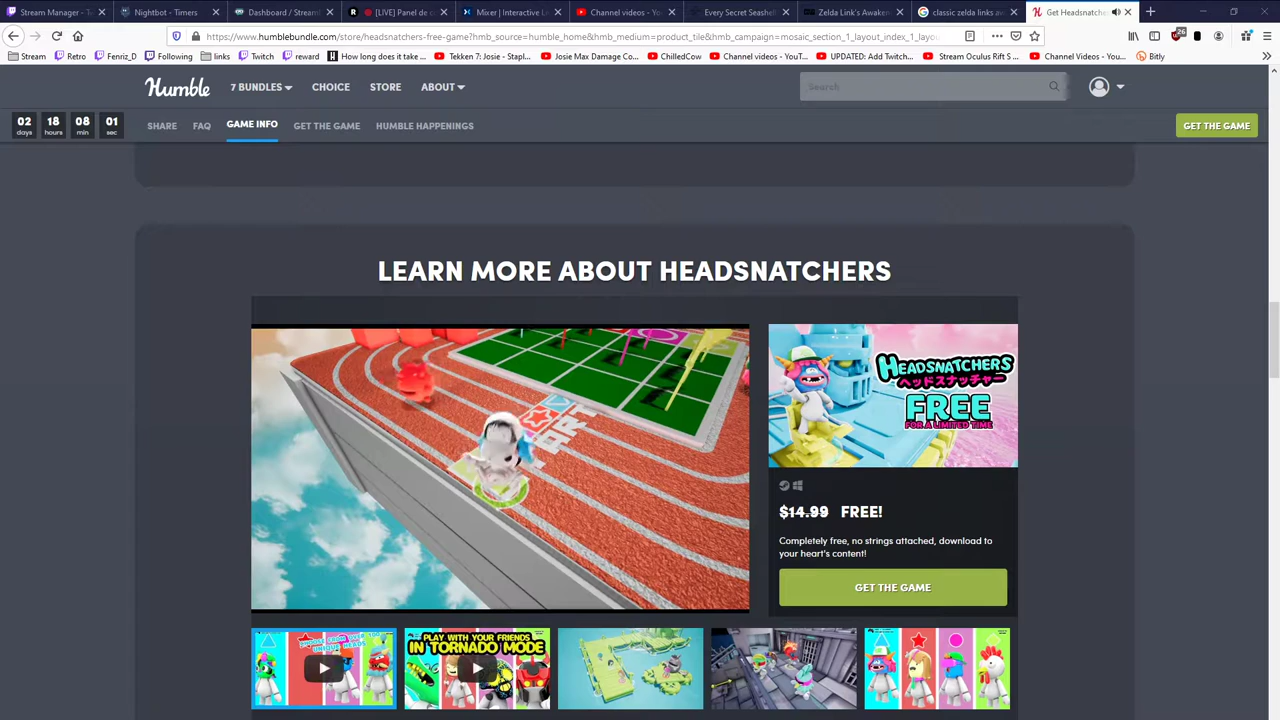 Stream Manager - Tw
Nightbot - Timers
Dashboard / Streaml
[LIVE] Panel de c
Mixer | Interactive L
Channel videos - Yo
Every Secret Seashell
Zelda Link's Awaken
classic zelda links aw
Get Headsnatche
https://www.humblebundle.com/store/headsnatchers-free-game?hmb_source=humble_home&hmb_medium=product_tile&hmb_campaign=mosaic_section_1_layout_index_1_layou
26
Stream
Retro
Fenriz_D
Following
links
Twitch
reward
How long does it take ...
Tekken 7: Josie - Stapl...
Josie Max Damage Co...
ChilledCow
Channel videos - YouT...
UPDATED: Add Twitch...
Stream Oculus Rift S ...
Channel Videos - YouT...
Bitly
Humble
7 BUNDLES
CHOICE
STORE
ABOUT
Search
02 days
18 hours
08 min
01 sec
SHARE
FAQ
GAME INFO
GET THE GAME
HUMBLE HAPPENINGS
GET THE GAME
LEARN MORE ABOUT HEADSNATCHERS
HEADSNATCHERS
ヘッドスナッチャー
FREE
FOR A LIMITED TIME
$14.99 FREE!
Completely free, no strings attached, download to
your heart's content!
GET THE GAME
PLAY WITH YOUR FRIENDS
IN TORNADO MODE